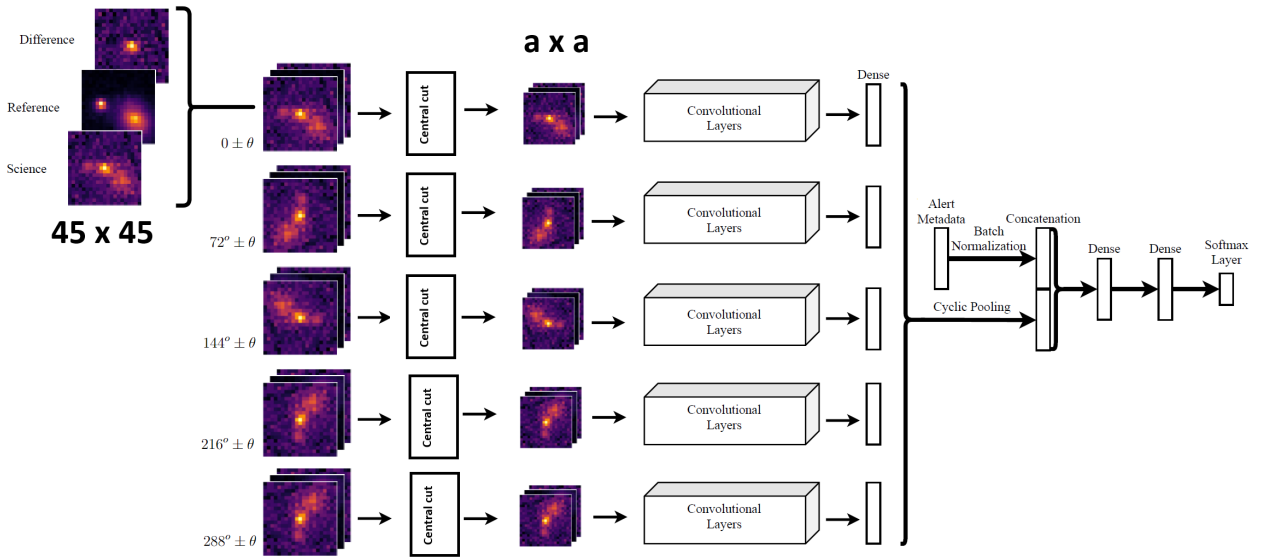 Difference
Reference
Science
45 x 45
a x a
0 ± θ
Central cut
Convolutional
Layers
Dense
72° ± θ
Central cut
Convolutional
Layers
144° ± θ
Central cut
Convolutional
Layers
216° ± θ
Central cut
Convolutional
Layers
288° ± θ
Central cut
Convolutional
Layers
Alert
Metadata
Batch
Normalization
Cyclic Pooling
Concatenation
Dense
Dense
Softmax
Layer